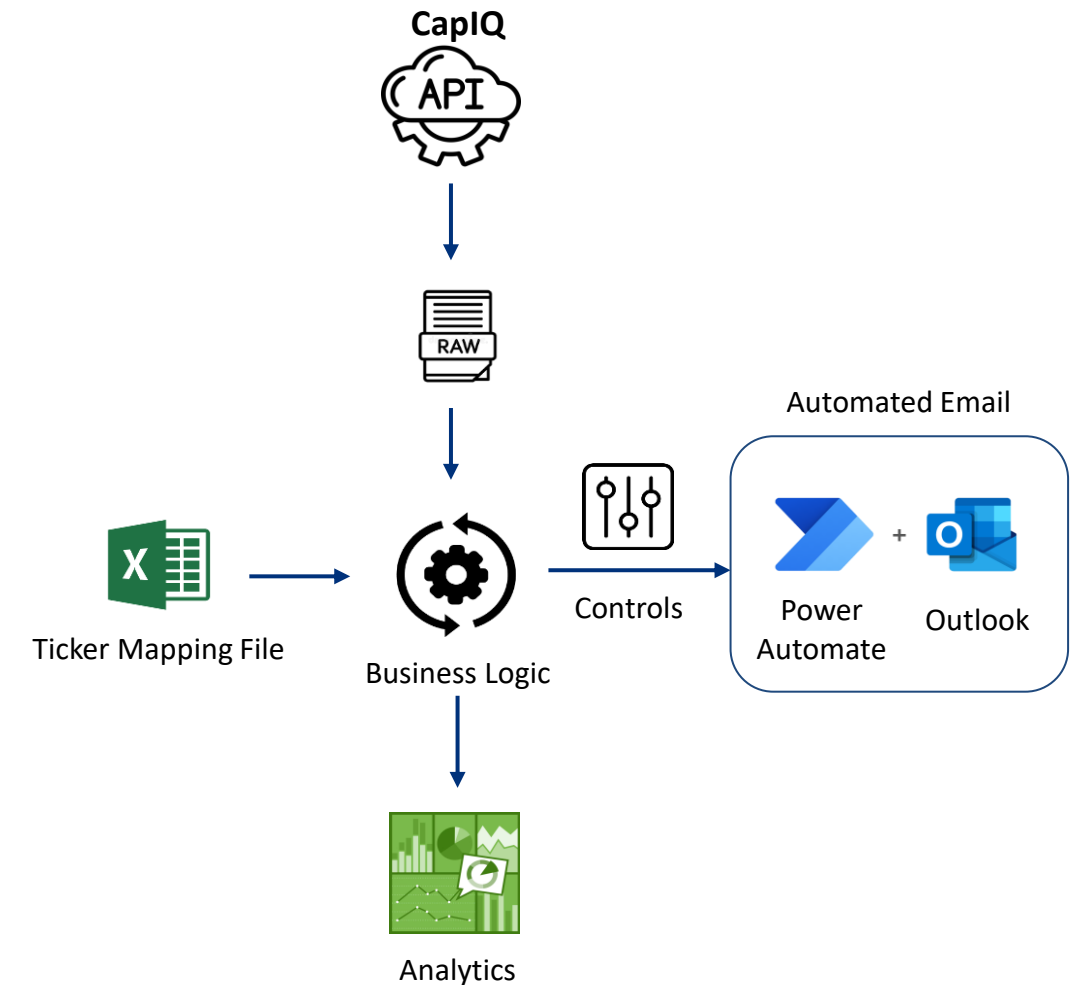 CapIQ
API
RAW
Automated Email
X
O
+
Controls
Power
Automate
Outlook
Ticker Mapping File
Business Logic
Analytics